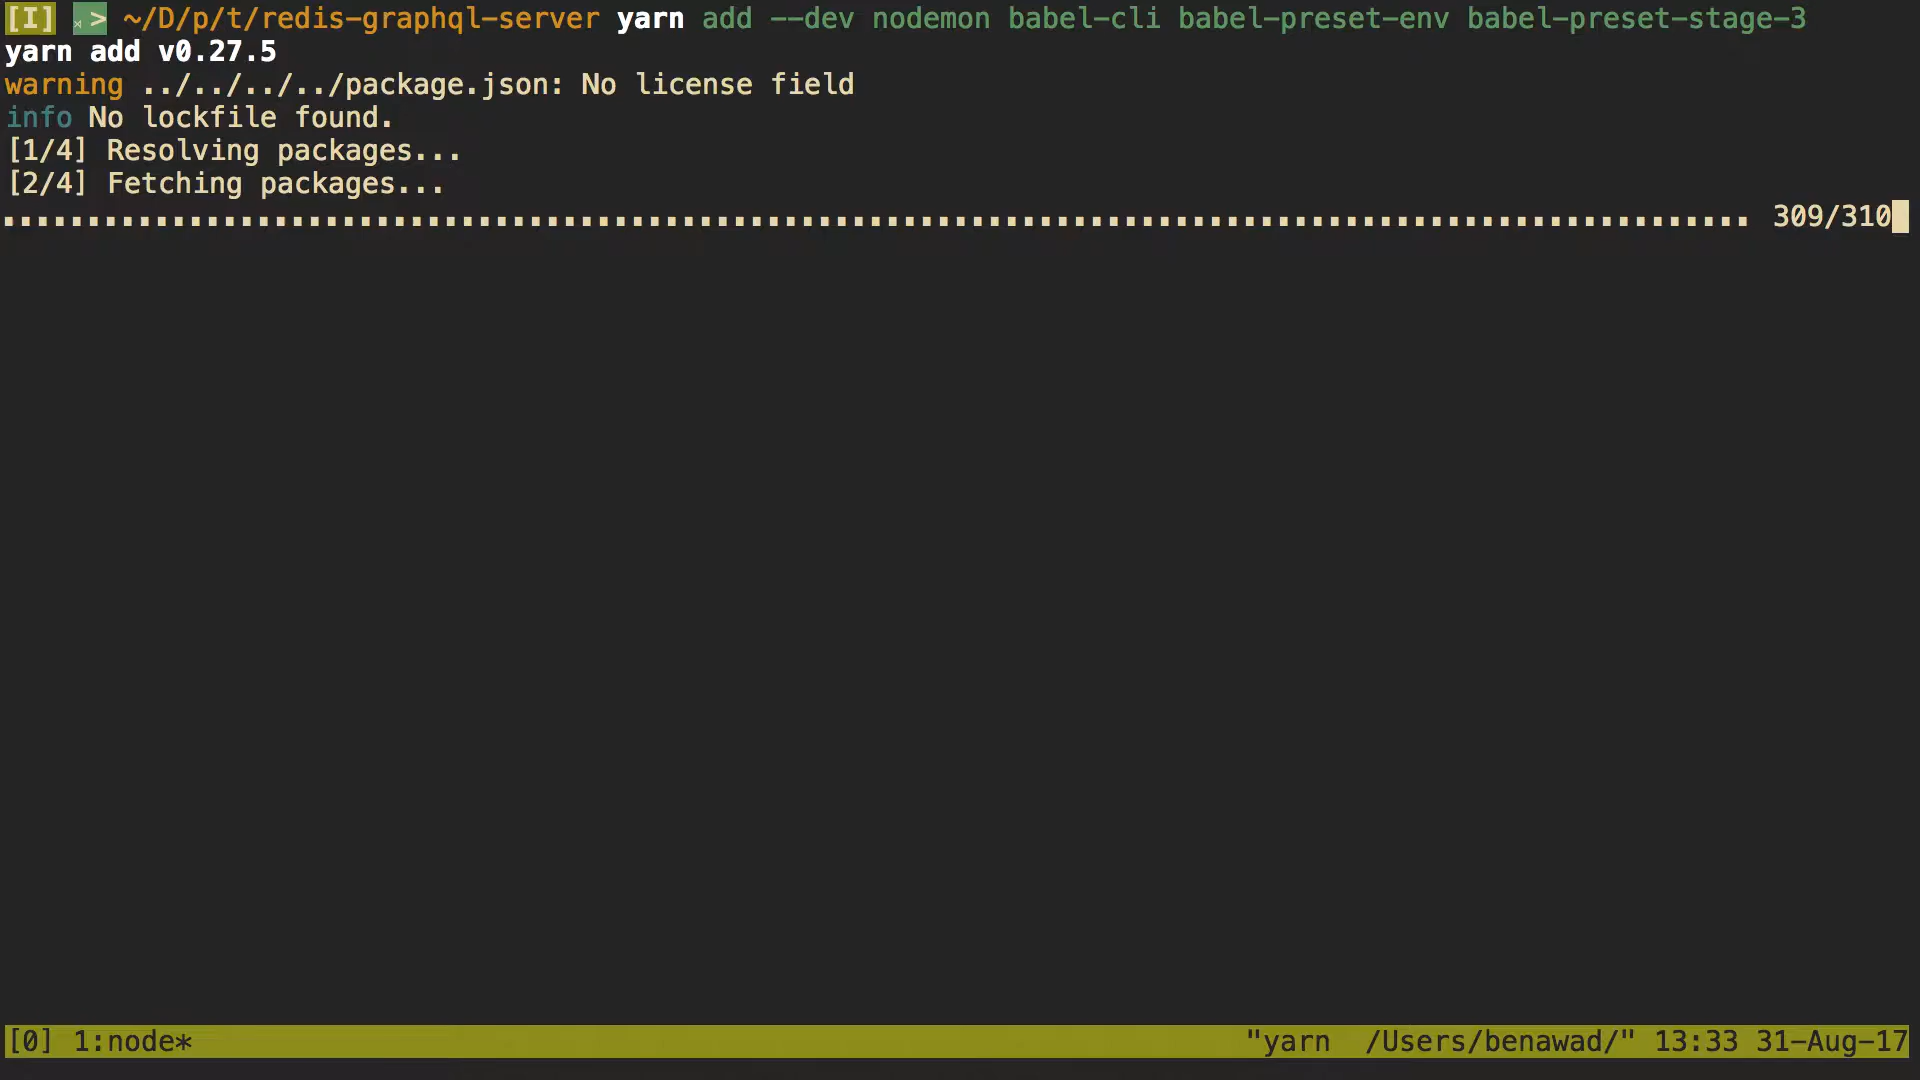 [I] > ~/D/p/t/redis-graphql-server yarn add --dev nodemon babel-cli babel-preset-env babel-preset-stage-3
yarn add v0.27.5
warning ../../../../package.json: No license field
info No lockfile found.
[1/4] Resolving packages...
[2/4] Fetching packages...
309/310
[0] 1:node* "yarn  /Users/benawad/" 13:33 31-Aug-17